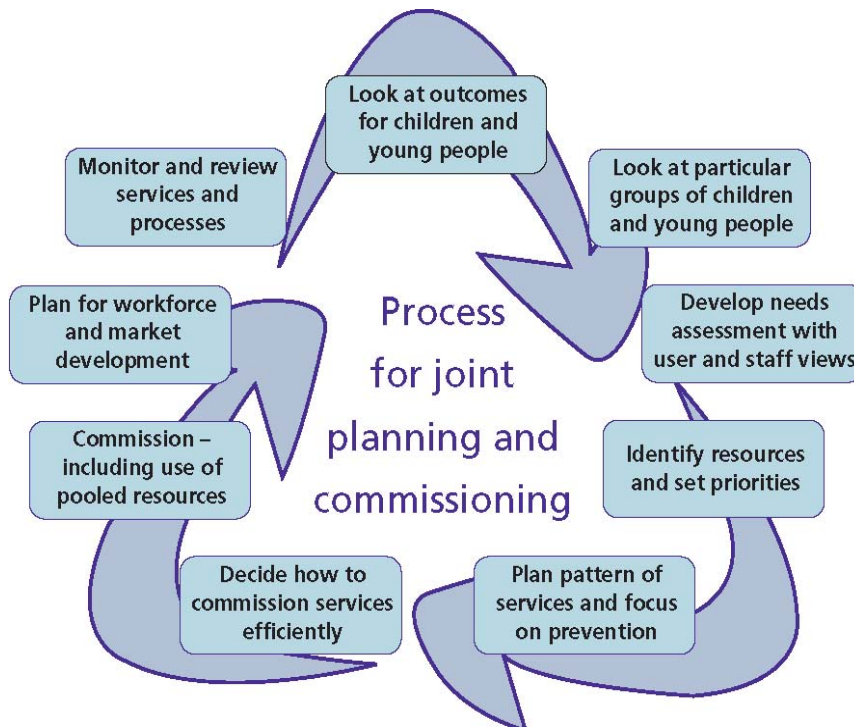 Look at outcomes
for children and
young people
Look at particular
groups of children
and young people
Develop needs
assessment with
user and staff views
Identify resources
and set priorities
Plan pattern of
services and focus
on prevention
Decide how to
commission services
efficiently
Commission –
including use of
pooled resources
Plan for workforce
and market
development
Monitor and review
services and
processes
Process
for joint
planning and
commissioning